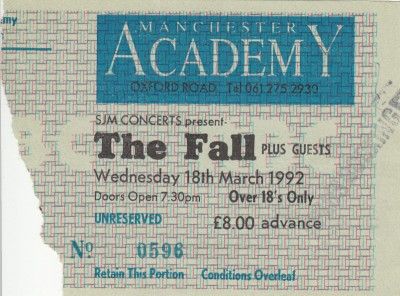 my
MANCHESTER
ACADEMY
OXFORD ROAD, Tel 061 275 2930
SJM CONCERTS present-
The Fall PLUS GUESTS
Wednesday 18th March 1992
Doors Open 7.30pm Over 18's Only
UNRESERVED £8.00 advance
No 0596
Retain This Portion Conditions Overleaf